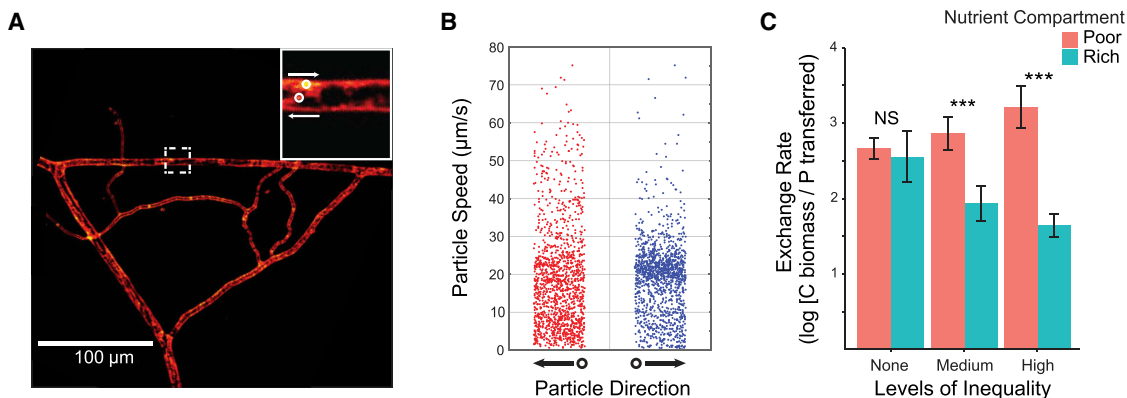 A
100 µm
B
Particle Speed (µm/s)
80
70
60
50
40
30
20
10
0
Particle Direction
C
Nutrient Compartment
Poor
Rich
Exchange Rate
(log [C biomass / P transferred)
4
3
2
1
NS
***
***
None
Medium
High
Levels of Inequality